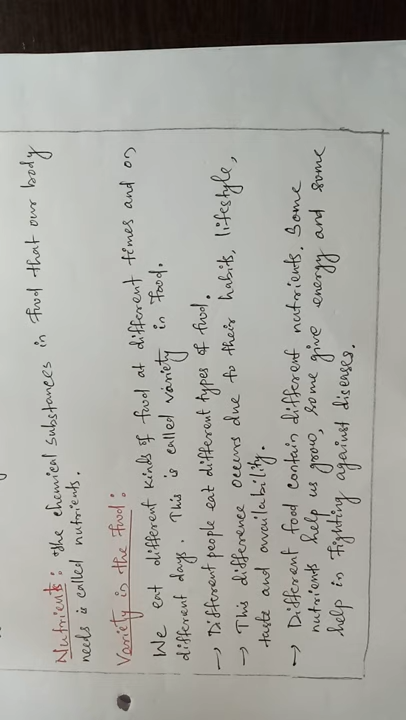 Nutrients: the chemical substances in food that our body
needs is called nutrients.
Variety in the food:
We eat different kinds of food at different times and on
different days. This is called variety in food.
→ Different people eat different types of food.
→ This difference occurs due to their habits, lifestyle,
taste and availability.
→ Different food contain different nutrients. Some
nutrients help us grow, some give energy and some
help in fighting against diseases.